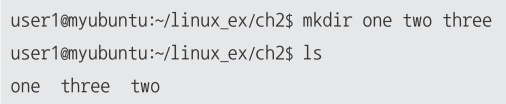 user1@myubuntu:~/linux_ex/ch2$ mkdir one two three
user1@myubuntu:~/linux_ex/ch2$ ls
one  three  two